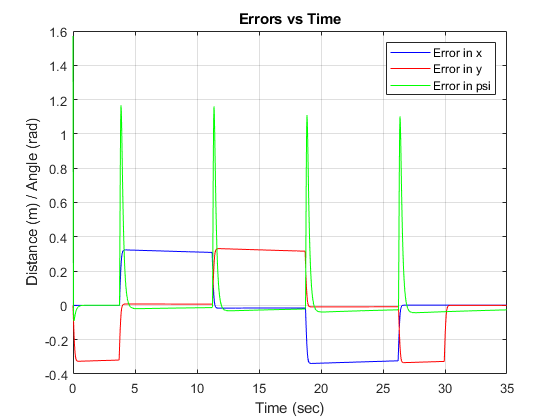 Errors vs Time
Error in x
Error in y
Error in psi
Distance (m) / Angle (rad)
1.6
1.4
1.2
1
0.8
0.6
0.4
0.2
0
-0.2
-0.4
0 5 10 15 20 25 30 35
Time (sec)